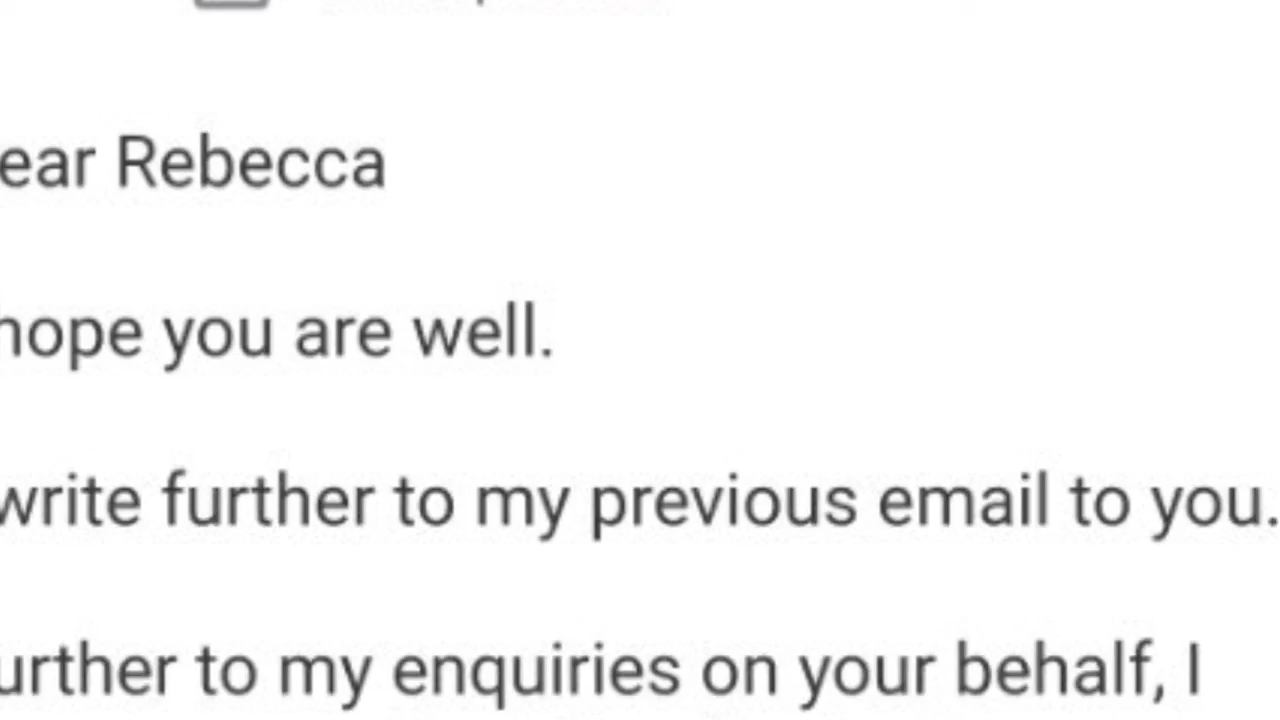 ear Rebecca
hope you are well.
write further to my previous email to you.
urther to my enquiries on your behalf, I